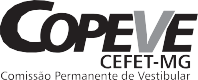 COPEVE
CEFET-MG
Comissão Permanente de Vestibular